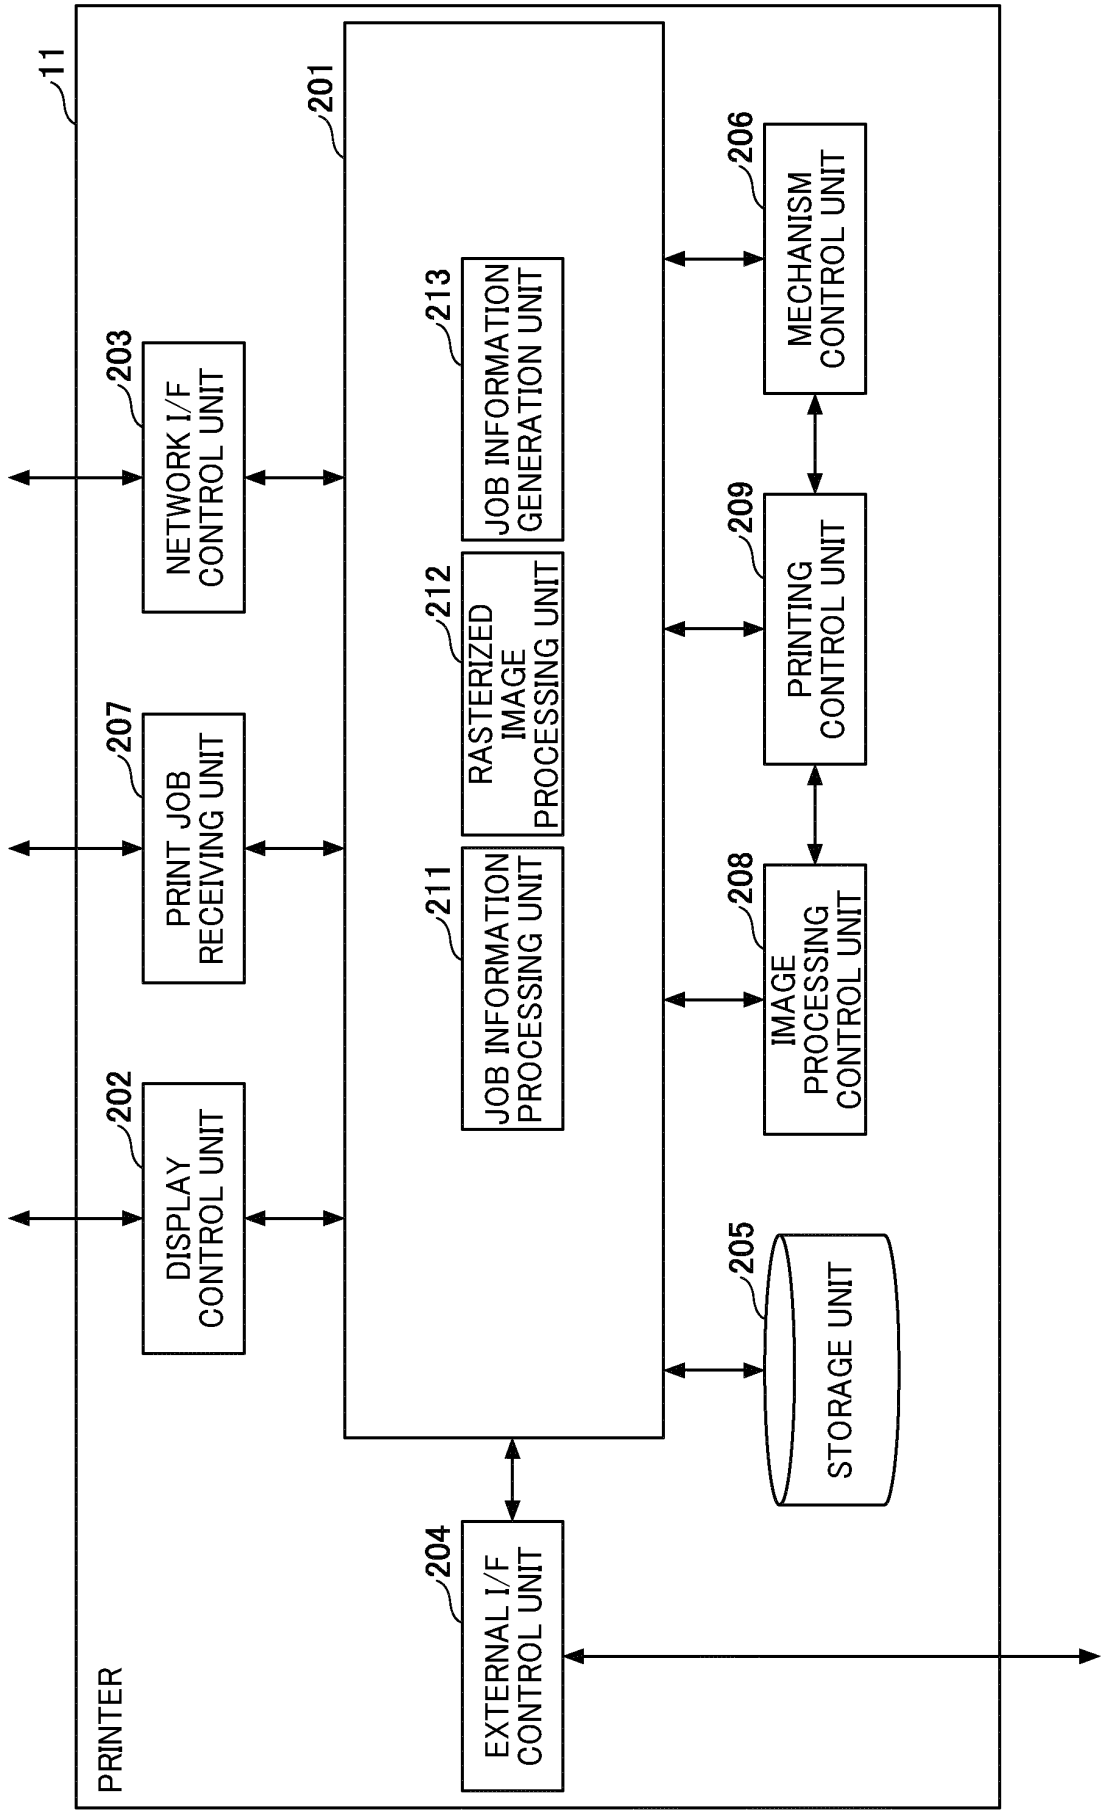 PRINTER
11
202
DISPLAY
CONTROL UNIT
207
PRINT JOB
RECEIVING UNIT
203
NETWORK I/F
CONTROL UNIT
201
204
EXTERNAL I/F
CONTROL UNIT
211
JOB INFORMATION
PROCESSING UNIT
212
RASTERIZED
IMAGE
PROCESSING UNIT
213
JOB INFORMATION
GENERATION UNIT
205
STORAGE UNIT
208
IMAGE
PROCESSING
CONTROL UNIT
209
PRINTING
CONTROL UNIT
206
MECHANISM
CONTROL UNIT